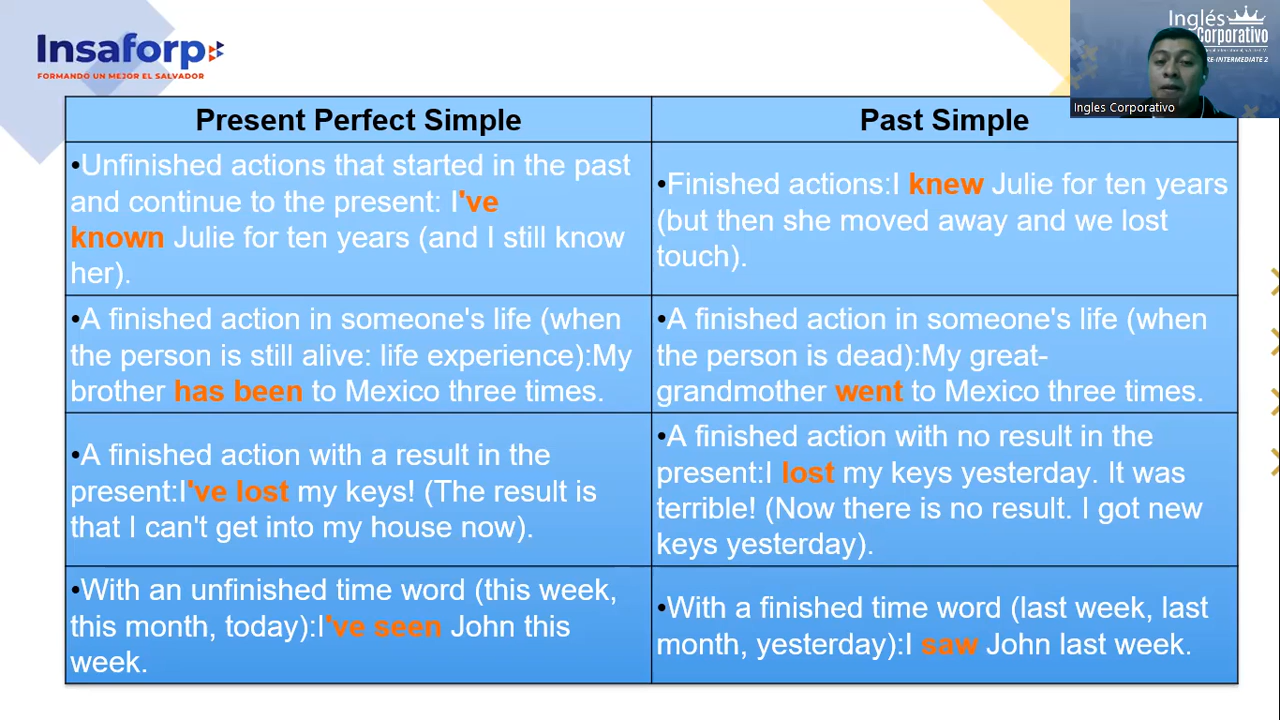 Insaforp
FORMANDO UN MEJOR EL SALVADOR
Inglés
Corporativo
RE-INTERMEDIATE 2
Ingles Corporativo
Present Perfect Simple
Past Simple
•Unfinished actions that started in the past
and continue to the present: I've
known Julie for ten years (and I still know
her).
•Finished actions:I knew Julie for ten years
(but then she moved away and we lost
touch).
•A finished action in someone's life (when
the person is still alive: life experience):My
brother has been to Mexico three times.
•A finished action in someone's life (when
the person is dead):My great-
grandmother went to Mexico three times.
•A finished action with a result in the
present:I've lost my keys! (The result is
that I can't get into my house now).
•A finished action with no result in the
present:I lost my keys yesterday. It was
terrible! (Now there is no result. I got new
keys yesterday).
•With an unfinished time word (this week,
this month, today):I've seen John this
week.
•With a finished time word (last week, last
month, yesterday):I saw John last week.